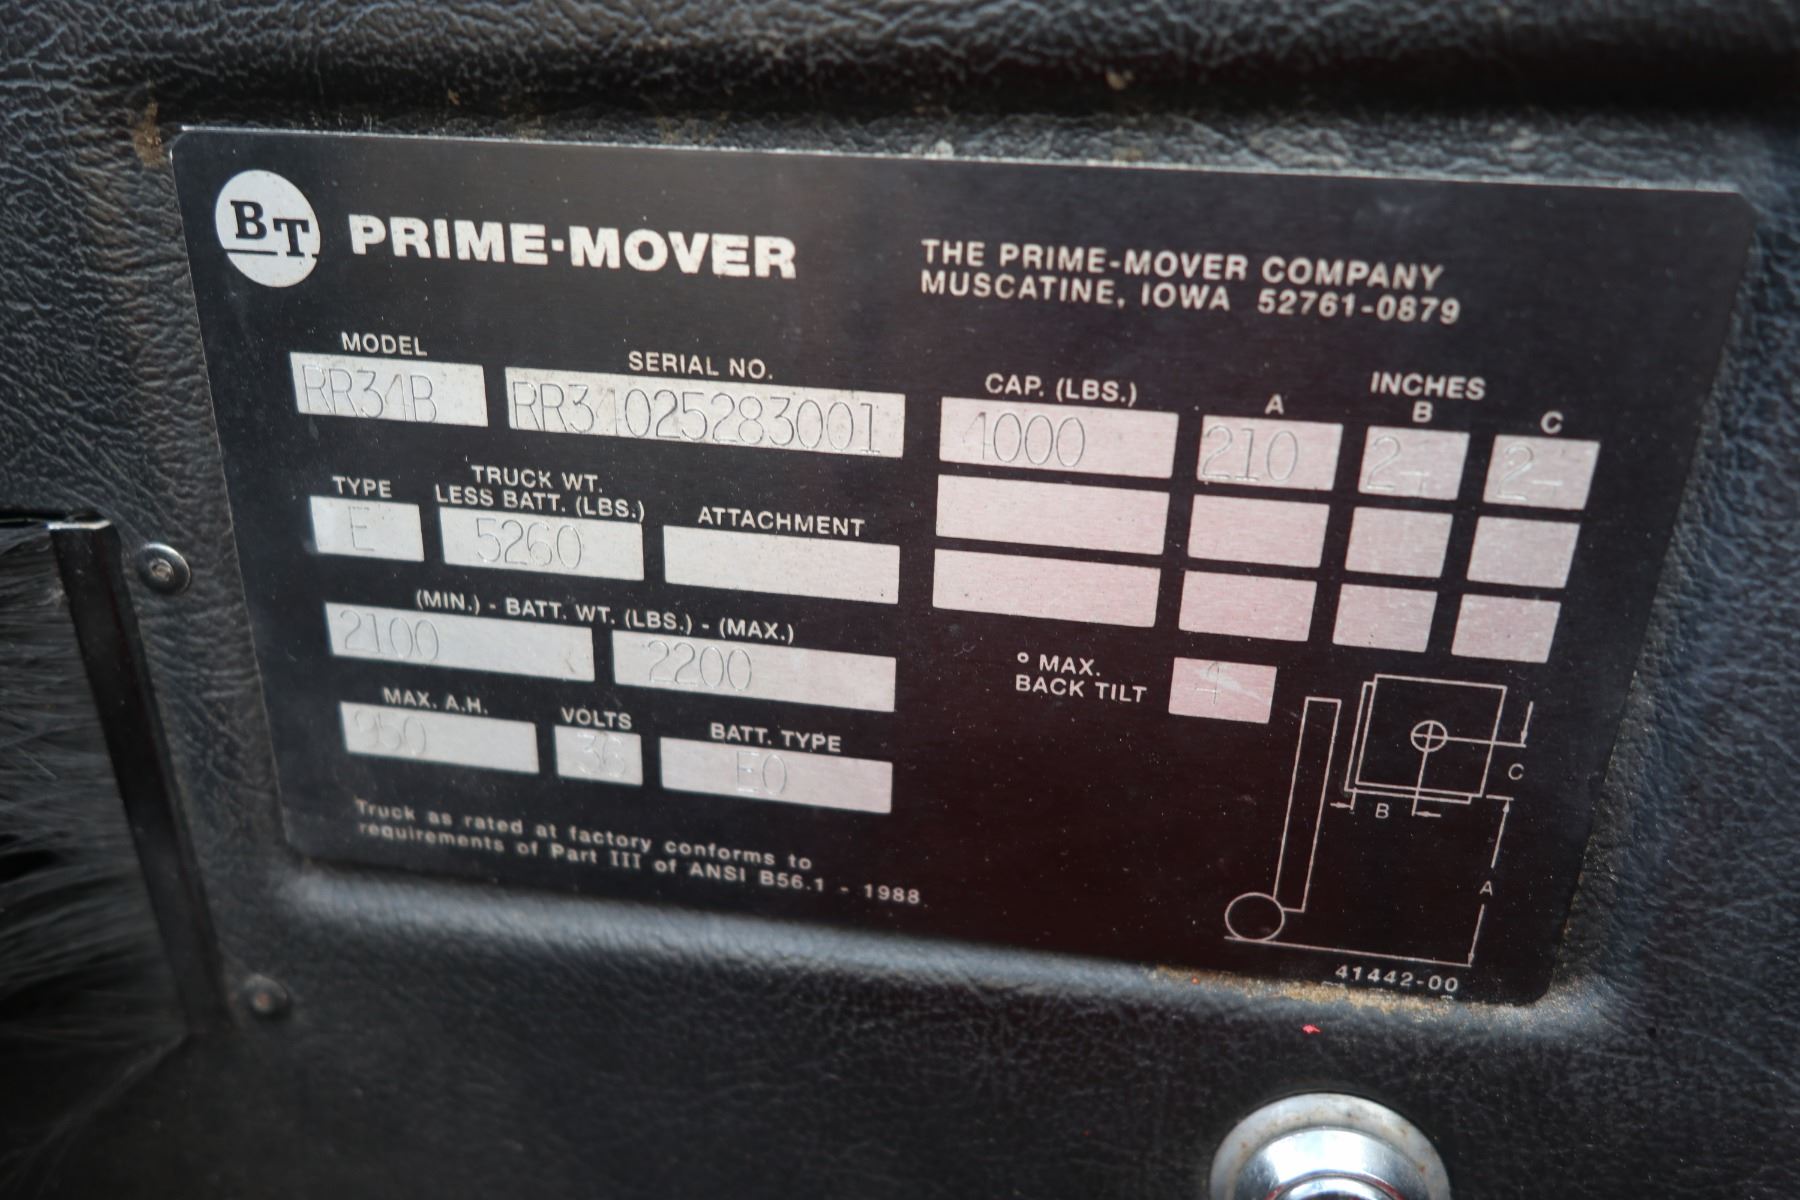 BT PRIME-MOVER
THE PRIME-MOVER COMPANY
MUSCATINE, IOWA 52761-0879
MODEL
RR34B
SERIAL NO.
RR34025283001
CAP. (LBS.)
INCHES
A B C
4000 210 24 24
TYPE
E
TRUCK WT.
LESS BATT. (LBS.)
5260
ATTACHMENT
(MIN.) - BATT. WT. (LBS.) - (MAX.)
2100 2200
MAX. A.H.
950
VOLTS
36
BATT. TYPE
EO
° MAX.
BACK TILT
4
Truck as rated at factory conforms to
requirements of Part III of ANSI B56.1 - 1988
C
B
A
41442-00